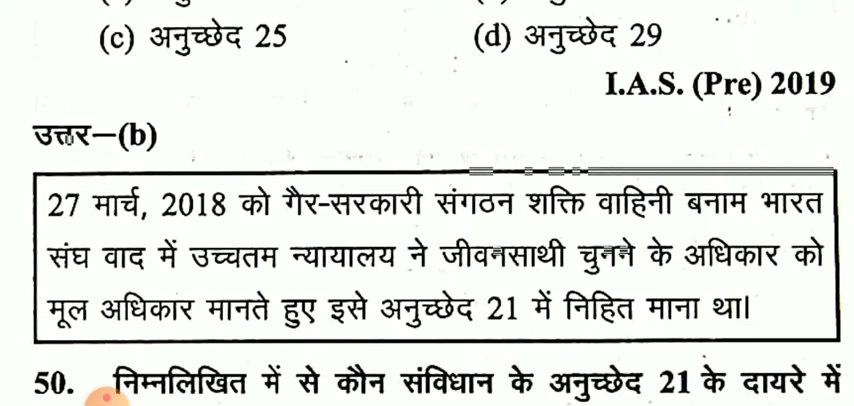 (c) अनुच्छेद 25 (d) अनुच्छेद 29
I.A.S. (Pre) 2019
उत्तर–(b)
27 मार्च, 2018 को गैर-सरकारी संगठन शक्ति वाहिनी बनाम भारत
संघ वाद में उच्चतम न्यायालय ने जीवनसाथी चुनने के अधिकार को
मूल अधिकार मानते हुए इसे अनुच्छेद 21 में निहित माना था।
50. निम्नलिखित में से कौन संविधान के अनुच्छेद 21 के दायरे में